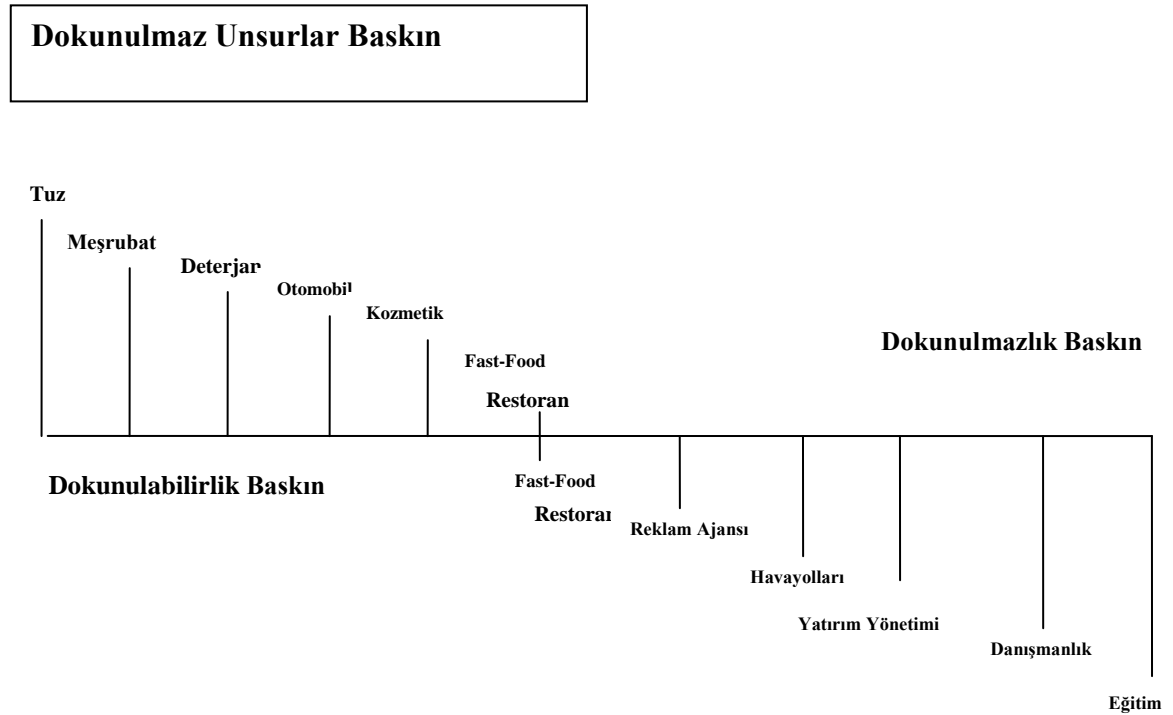 Dokunulmaz Unsurlar Baskın
Tuz
Meşrubat
Deterjan
Otomobil
Kozmetik
Fast-Food
Restoran
Dokunulmazlık Baskın
Dokunulabilirlik Baskın
Fast-Food
Restoran
Reklam Ajansı
Havayolları
Yatırım Yönetimi
Danışmanlık
Eğitim